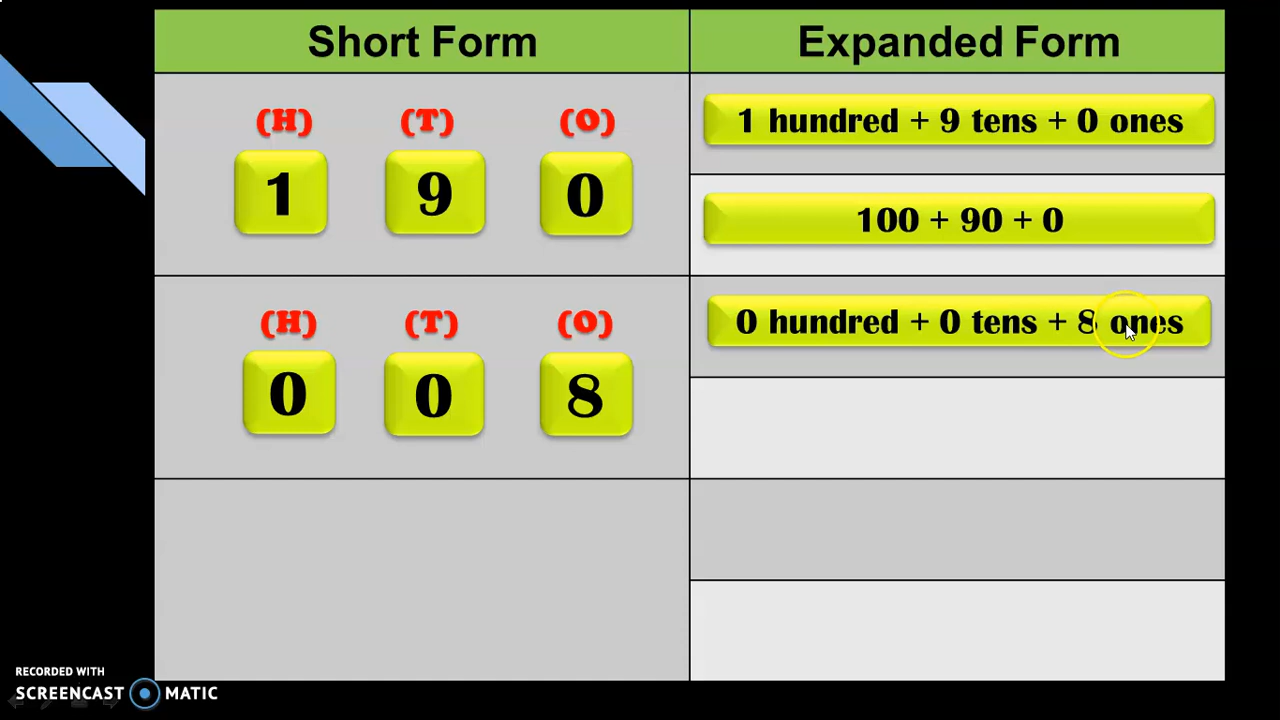 Short Form
Expanded Form
(H) (T) (O)
1 9 0
1 hundred + 9 tens + 0 ones
100 + 90 + 0
(H) (T) (O)
0 0 8
0 hundred + 0 tens + 8 ones
RECORDED WITH
SCREENCAST MATIC